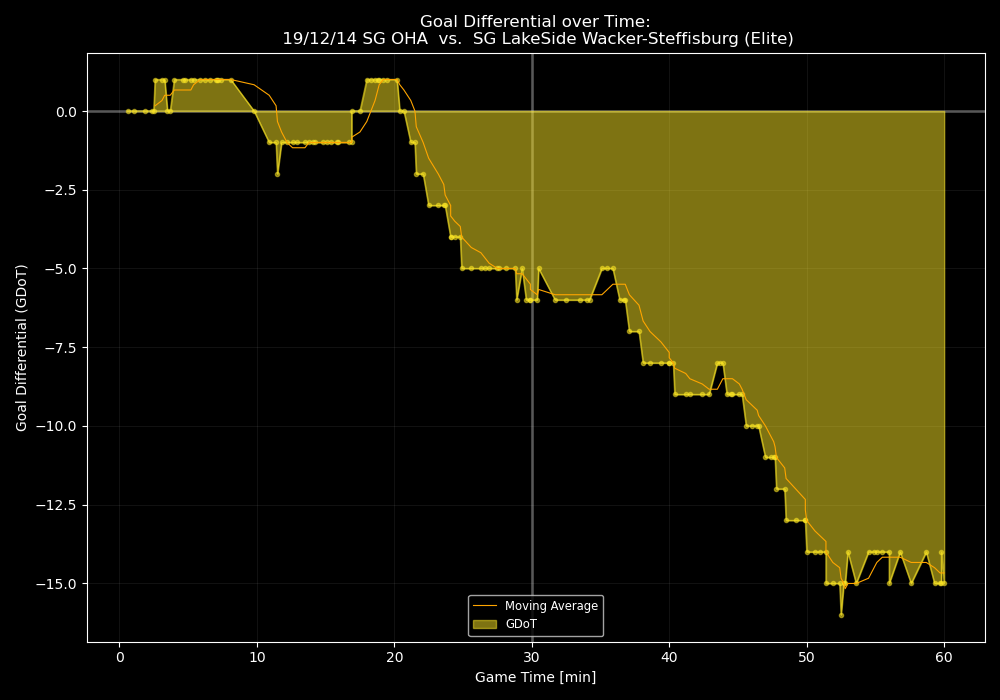 Goal Differential over Time:
19/12/14 SG OHA  vs.  SG LakeSide Wacker-Steffisburg (Elite)
Goal Differential (GDoT)
0.0
−2.5
−5.0
−7.5
−10.0
−12.5
−15.0
Moving Average
GDoT
0 10 20 30 40 50 60
Game Time [min]